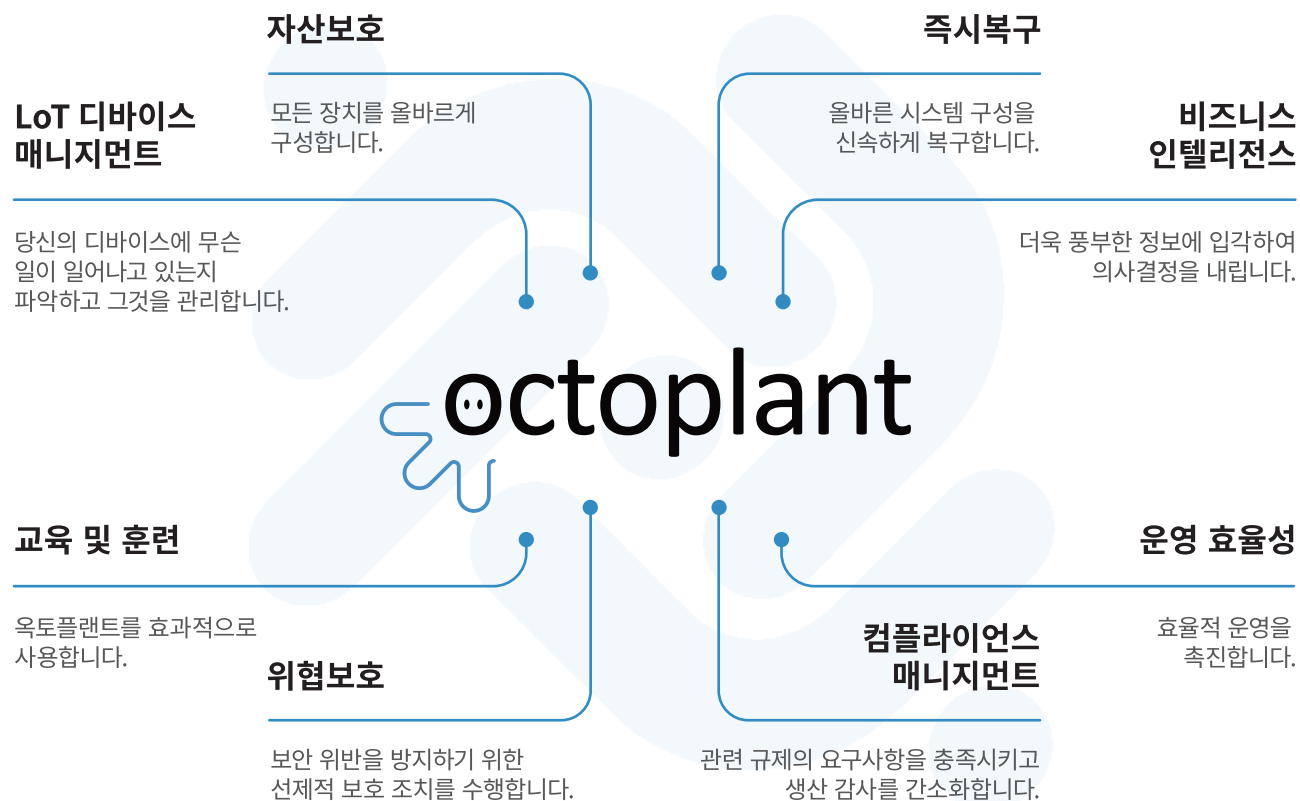 자산보호
모든 장치를 올바르게
구성합니다.
즉시복구
올바른 시스템 구성을
신속하게 복구합니다.
LoT 디바이스
매니지먼트
당신의 디바이스에 무슨
일이 일어나고 있는지
파악하고 그것을 관리합니다.
비즈니스
인텔리전스
더욱 풍부한 정보에 입각하여
의사결정을 내립니다.
octoplant
교육 및 훈련
옥토플랜트를 효과적으로
사용합니다.
위협보호
보안 위반을 방지하기 위한
선제적 보호 조치를 수행합니다.
컴플라이언스
매니지먼트
관련 규제의 요구사항을 충족시키고
생산 감사를 간소화합니다.
운영 효율성
효율적 운영을
촉진합니다.